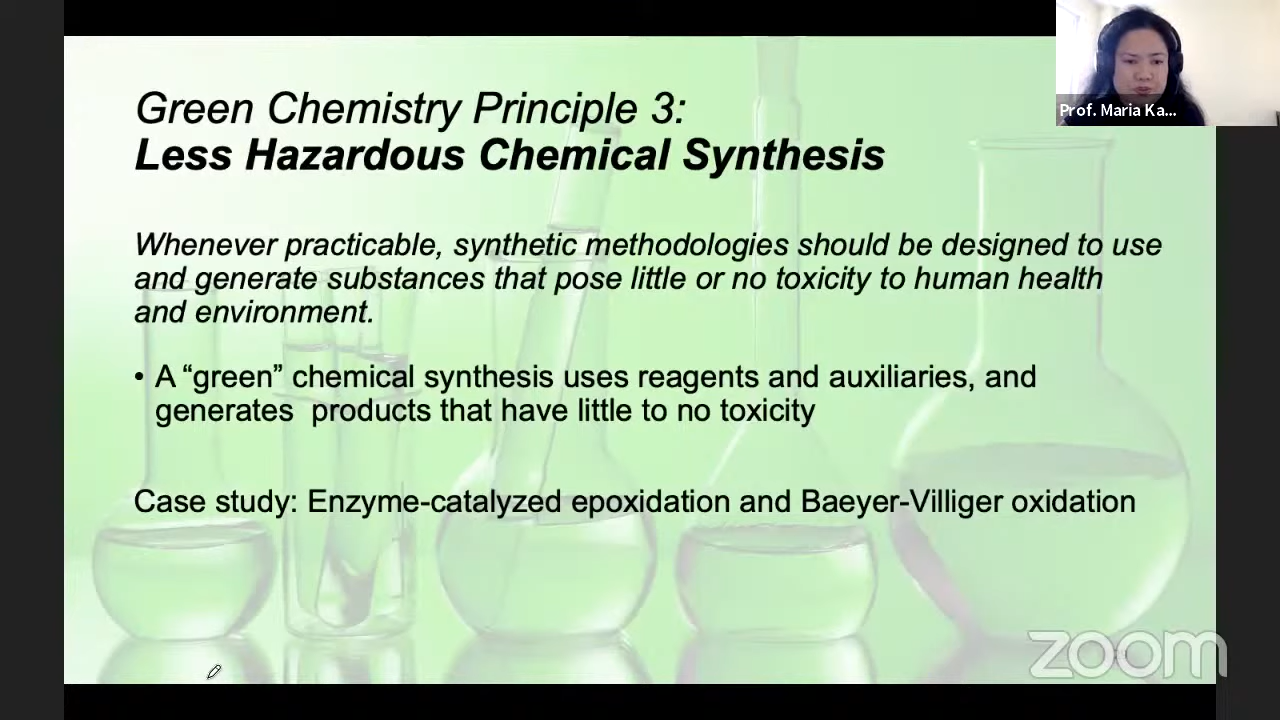 Green Chemistry Principle 3:
Less Hazardous Chemical Synthesis
Prof. Maria Ka...
Whenever practicable, synthetic methodologies should be designed to use
and generate substances that pose little or no toxicity to human health
and environment.
• A “green” chemical synthesis uses reagents and auxiliaries, and
generates  products that have little to no toxicity
Case study: Enzyme-catalyzed epoxidation and Baeyer-Villiger oxidation
zoom